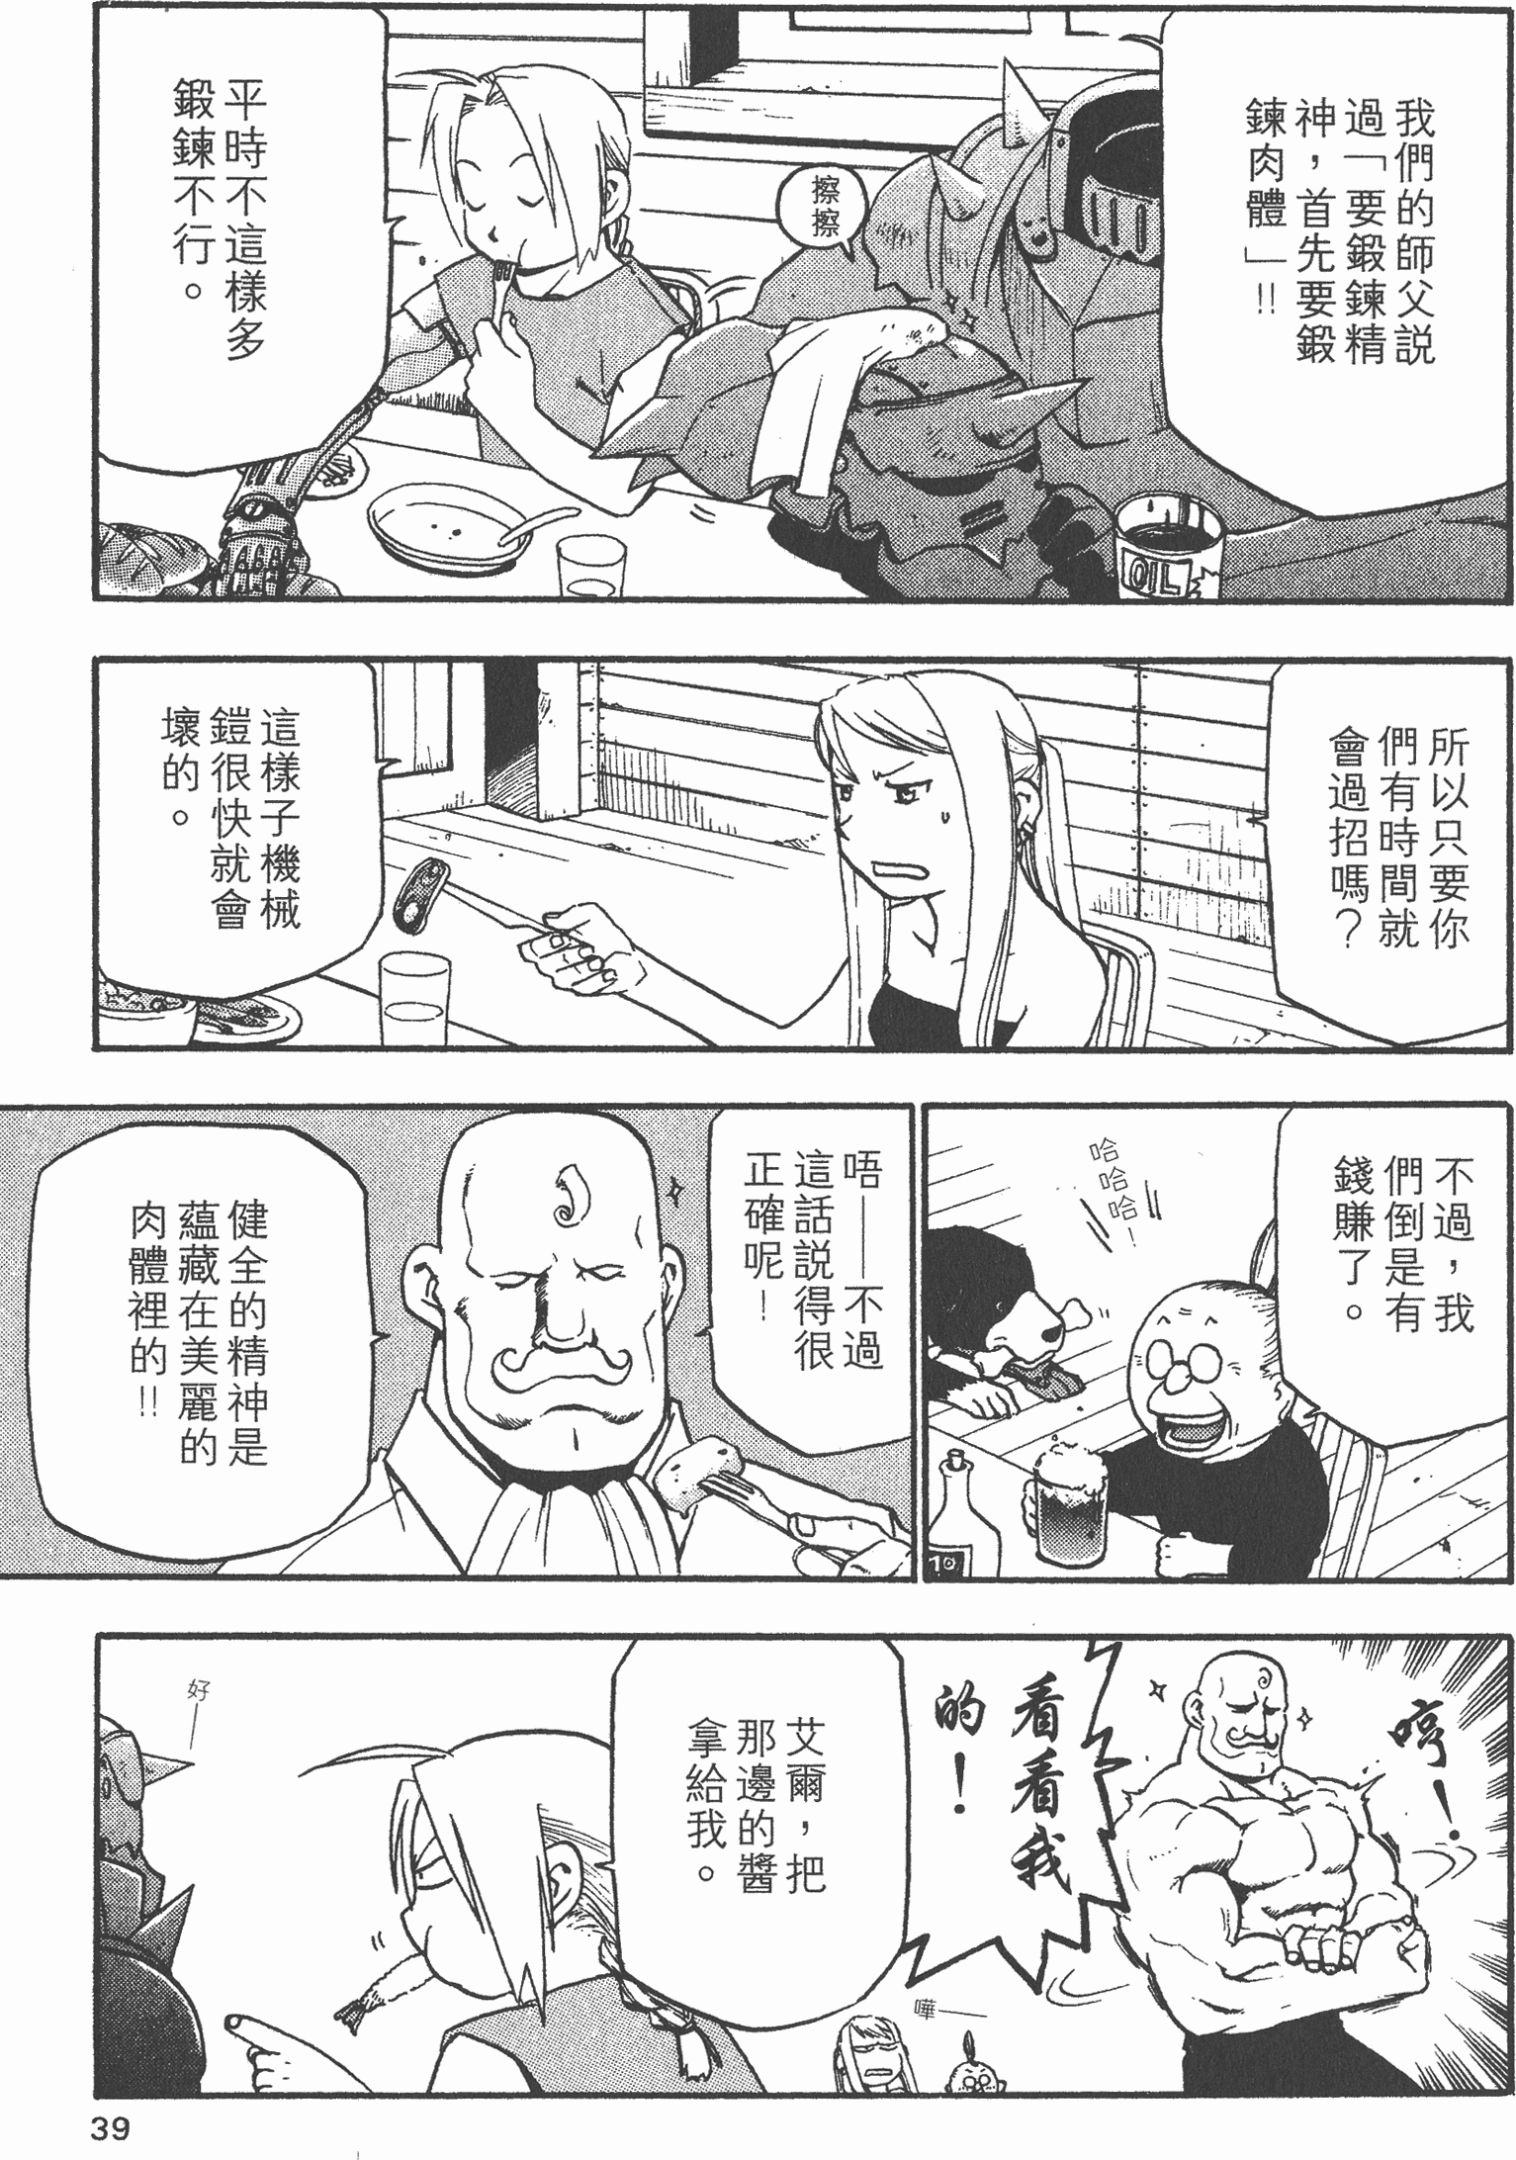 我們的師父説
過「要鍛鍊精
神，首先要鍛
鍊肉體」!!
擦擦
平時不這樣多
鍛鍊不行。
OIL
所以只要你
們有時間就
會過招嗎？
這樣子機械
鎧很快就會
壞的。
不過，我
們倒是有
錢賺了。
哈哈哈！
10
唔——不過
這話説得很
正確呢！
健全的精神是
蘊藏在美麗的
肉體裡的!!
哼！
看看我
的！
嘩——
艾爾，把
那邊的醬
拿給我。
好——
39